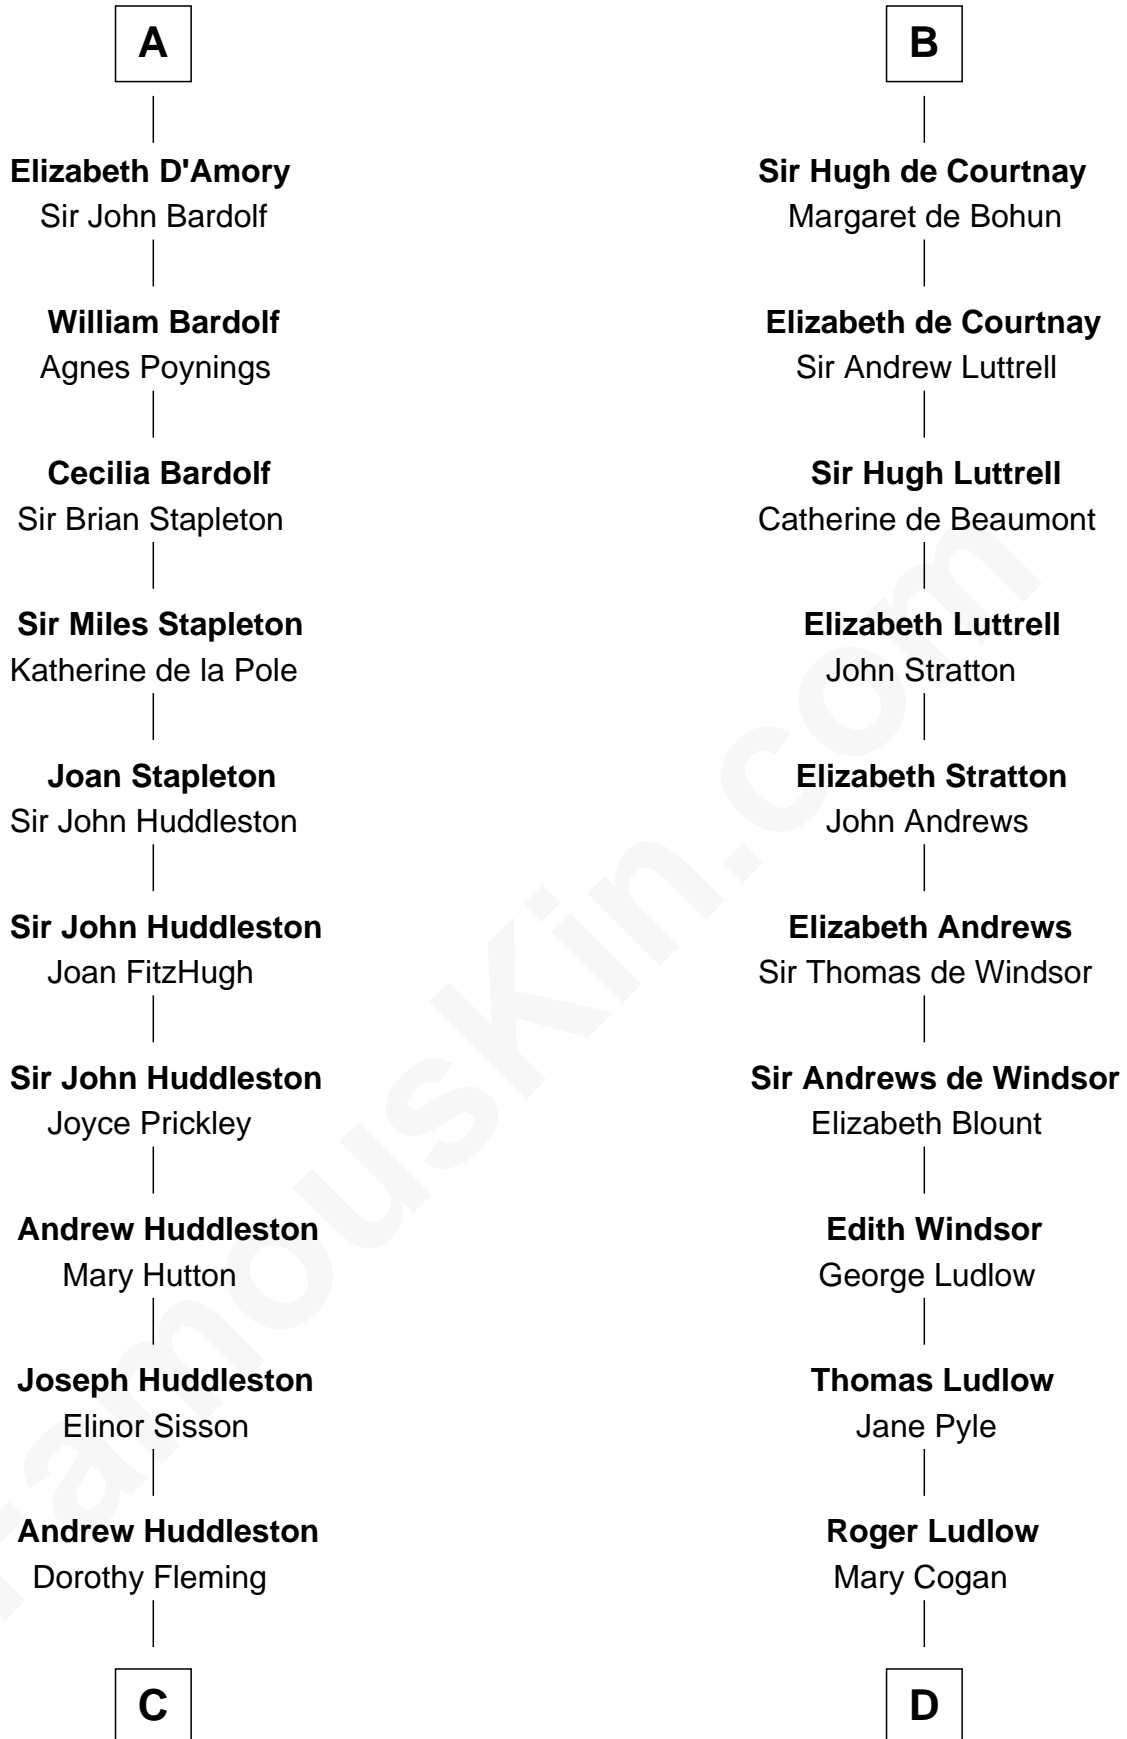 A
Elizabeth D'Amory
Sir John Bardolf
William Bardolf
Agnes Poynings
Cecilia Bardolf
Sir Brian Stapleton
Sir Miles Stapleton
Katherine de la Pole
Joan Stapleton
Sir John Huddleston
Sir John Huddleston
Joan FitzHugh
Sir John Huddleston
Joyce Prickley
Andrew Huddleston
Mary Hutton
Joseph Huddleston
Elinor Sisson
Andrew Huddleston
Dorothy Fleming
C
B
Sir Hugh de Courtnay
Margaret de Bohun
Elizabeth de Courtnay
Sir Andrew Luttrell
Sir Hugh Luttrell
Catherine de Beaumont
Elizabeth Luttrell
John Stratton
Elizabeth Stratton
John Andrews
Elizabeth Andrews
Sir Thomas de Windsor
Sir Andrews de Windsor
Elizabeth Blount
Edith Windsor
George Ludlow
Thomas Ludlow
Jane Pyle
Roger Ludlow
Mary Cogan
D
FamousKin.com